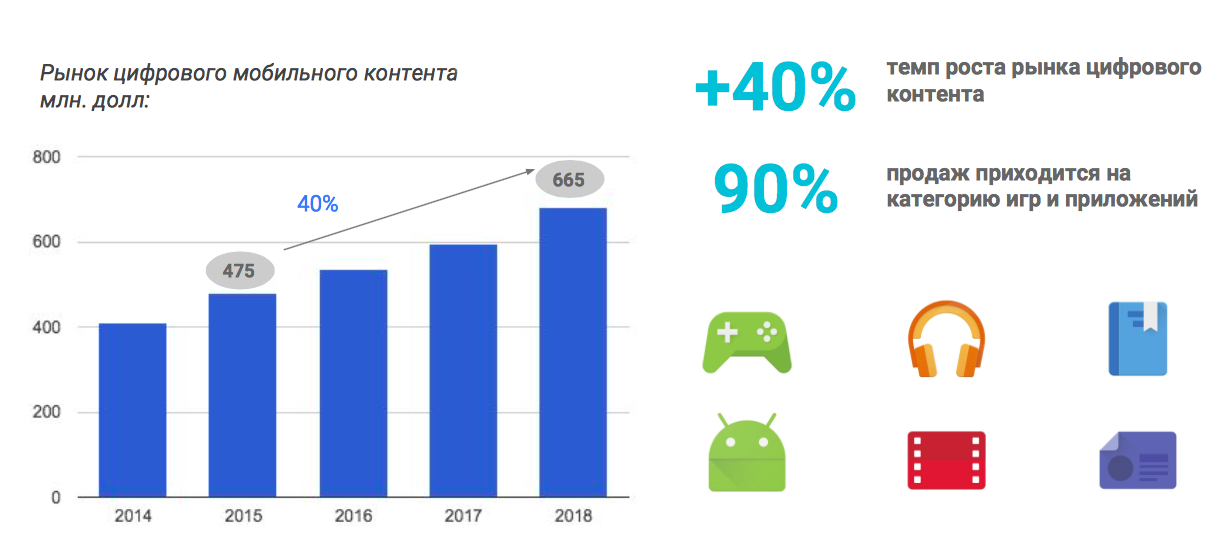 Рынок цифрового мобильного контента
млн. долл:
800
600
400
200
0
475
40%
665
2014 2015 2016 2017 2018
+40%
темп роста рынка цифрового
контента
90%
продаж приходится на
категорию игр и приложений